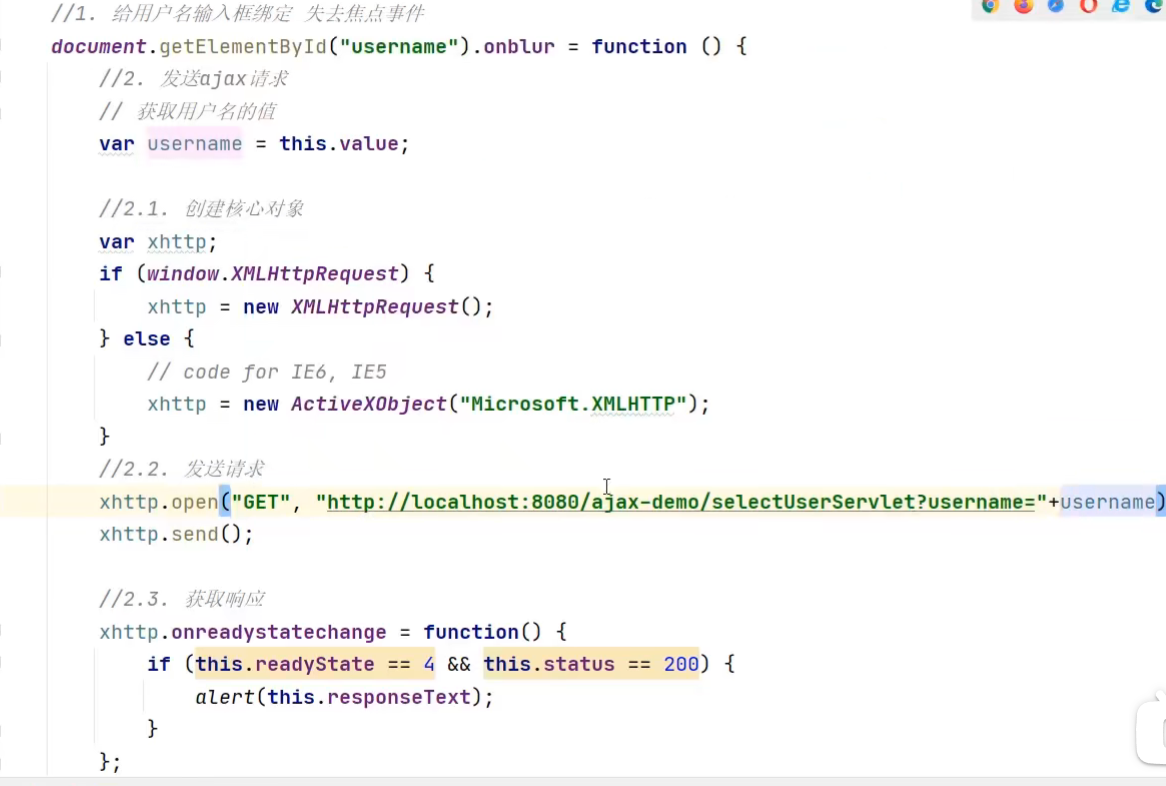 //1. 给用户名输入框绑定 失去焦点事件
document.getElementById("username").onblur = function () {
//2. 发送ajax请求
// 获取用户名的值
var username = this.value;
//2.1. 创建核心对象
var xhttp;
if (window.XMLHttpRequest) {
xhttp = new XMLHttpRequest();
} else {
// code for IE6, IE5
xhttp = new ActiveXObject("Microsoft.XMLHTTP");
}
//2.2. 发送请求
xhttp.open("GET", "http://localhost:8080/ajax-demo/selectUserServlet?username="+username)
xhttp.send();
//2.3. 获取响应
xhttp.onreadystatechange = function() {
if (this.readyState == 4 && this.status == 200) {
alert(this.responseText);
}
};